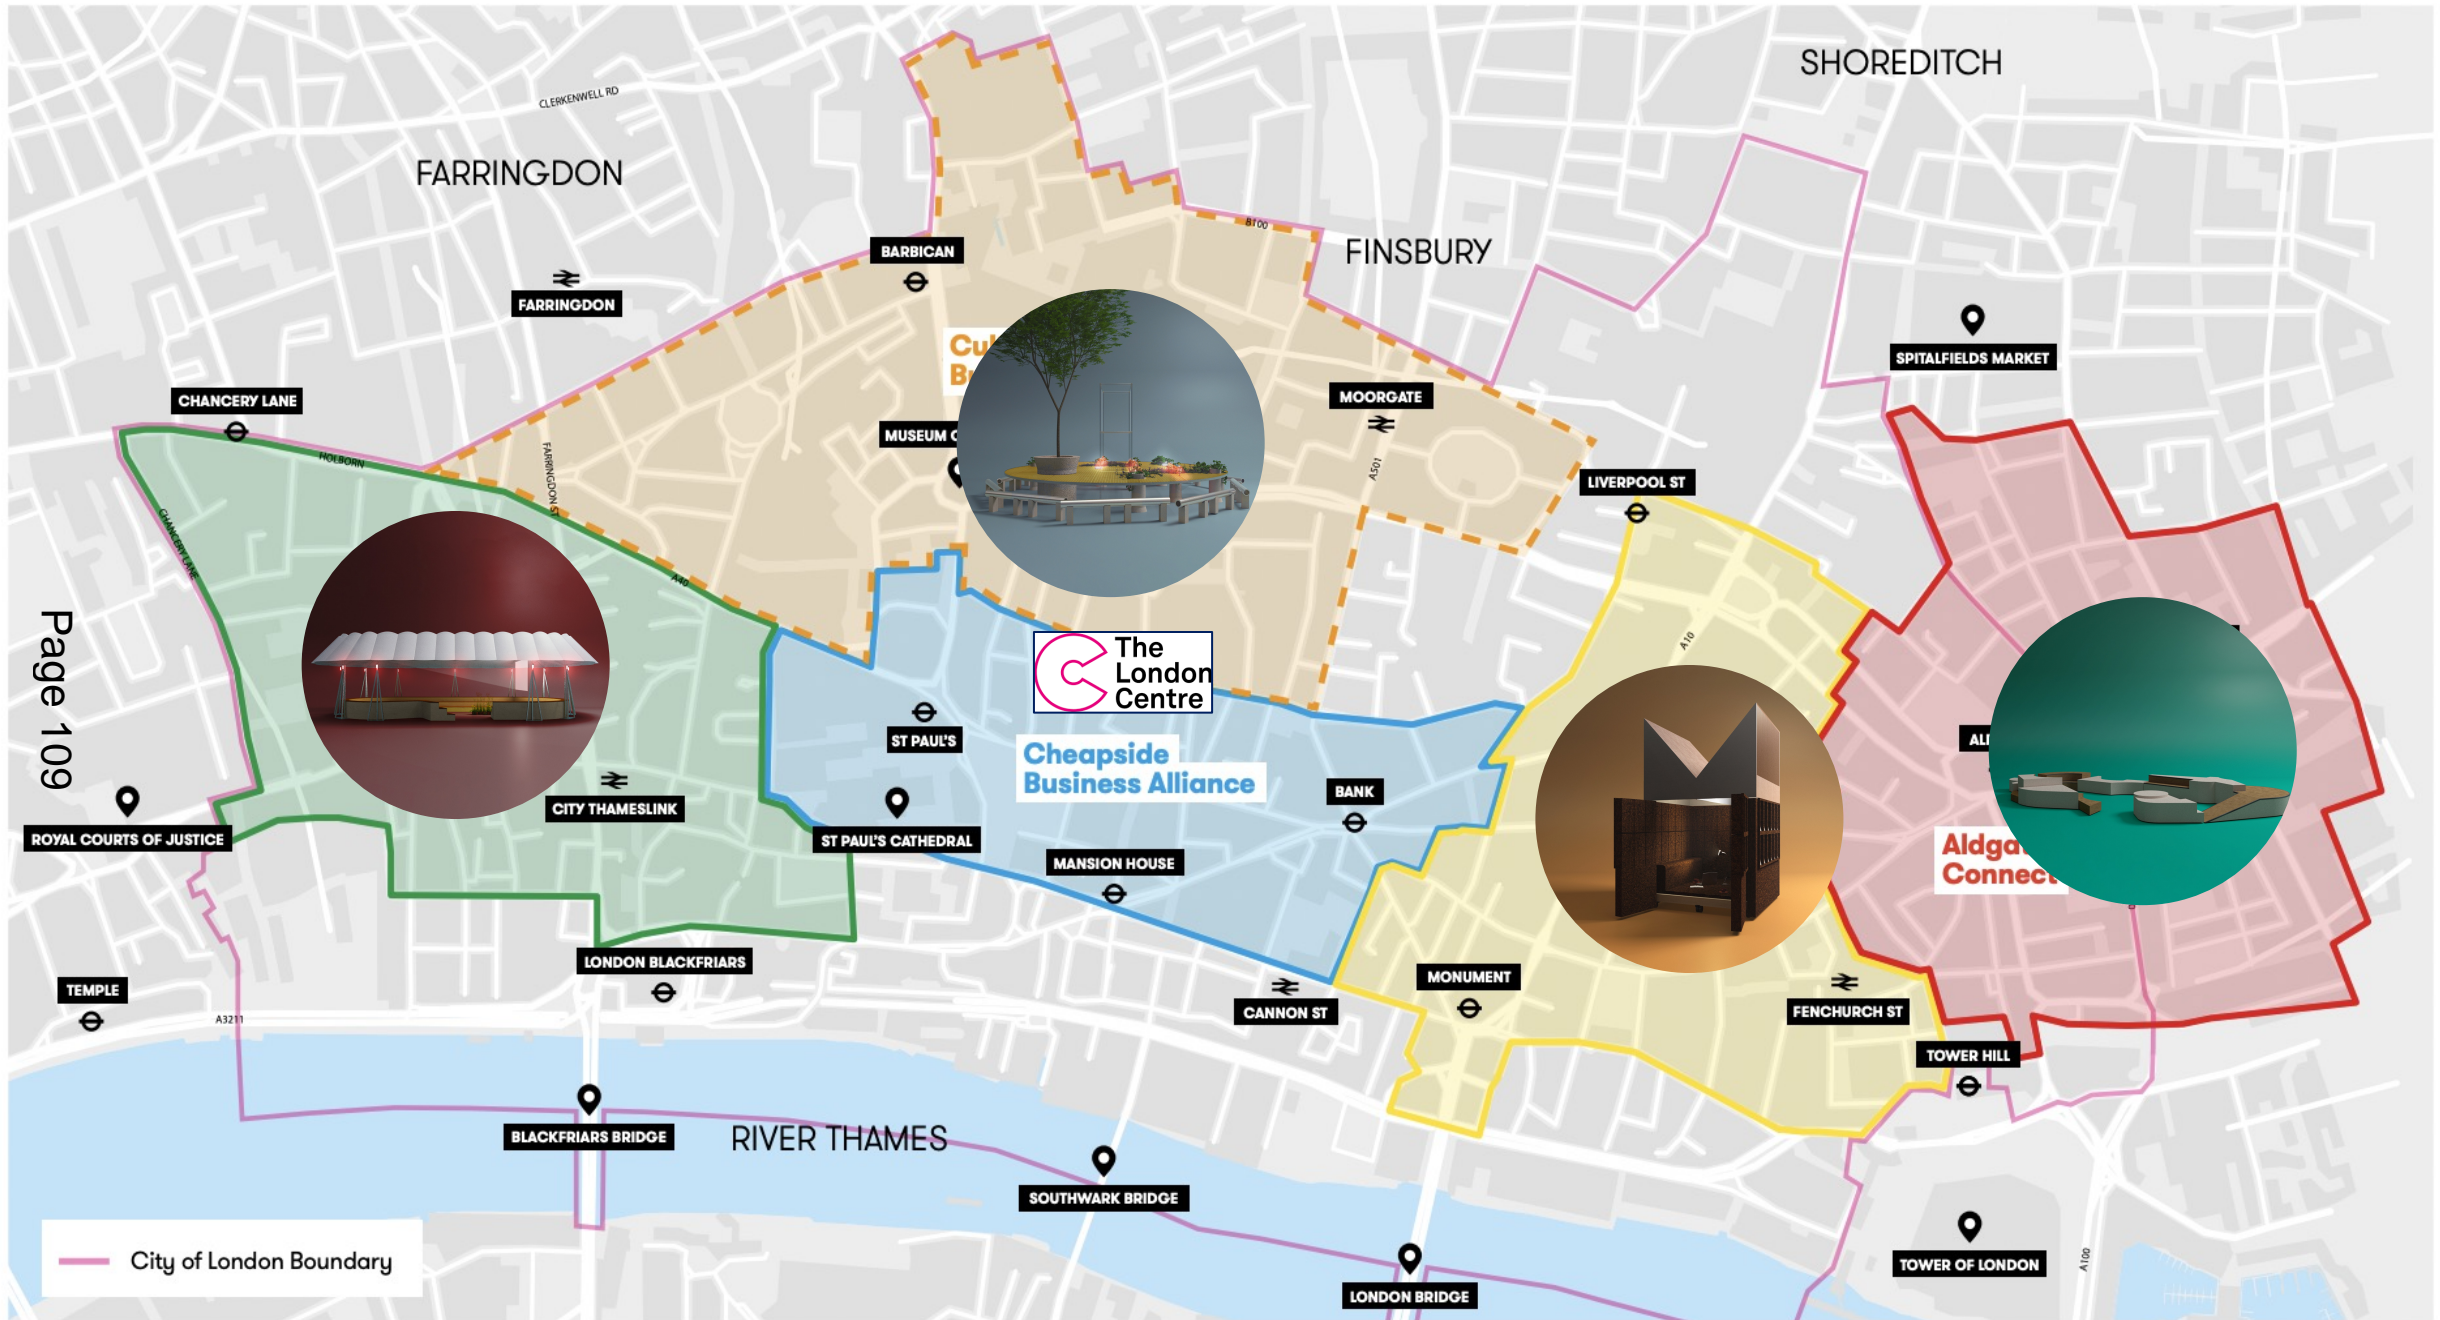 SHOREDITCH
CLERKENWELL RD
FARRINGDON
B100
FINSBURY
BARBICAN
FARRINGDON
SPITALFIELDS MARKET
CHANCERY LANE
MOORGATE
MUSEUM
HOLBORN
FARRINGDON ST
A501
LIVERPOOL ST
CHANCERY LANE
A40
A10
Page 109
The
London
Centre
ST PAUL'S
Cheapside
Business Alliance
BANK
CITY THAMESLINK
ROYAL COURTS OF JUSTICE
ST PAUL'S CATHEDRAL
MANSION HOUSE
Connect
LONDON BLACKFRIARS
MONUMENT
TEMPLE
CANNON ST
FENCHURCH ST
A3211
TOWER HILL
BLACKFRIARS BRIDGE
RIVER THAMES
SOUTHWARK BRIDGE
City of London Boundary
TOWER OF LONDON
A100
LONDON BRIDGE